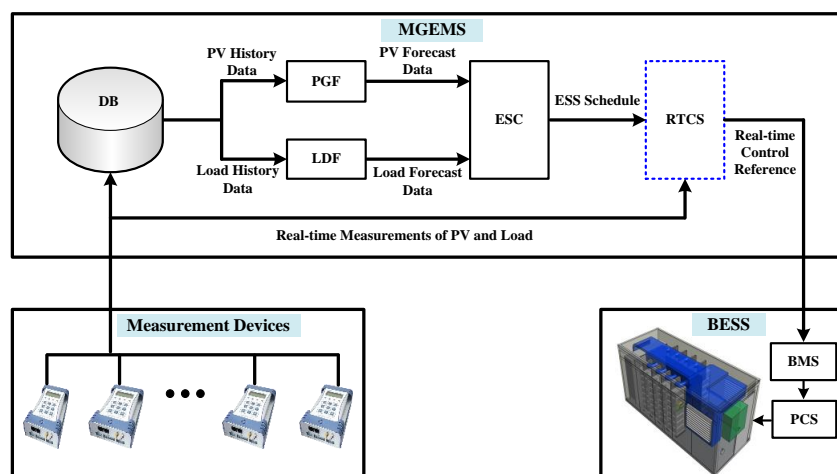 MGEMS
PV History
Data
PV Forecast
Data
DB
PGF
ESC
ESS Schedule
RTCS
Real-time
Control
Reference
LDF
Load History
Data
Load Forecast
Data
Real-time Measurements of PV and Load
Measurement Devices
BESS
BMS
PCS